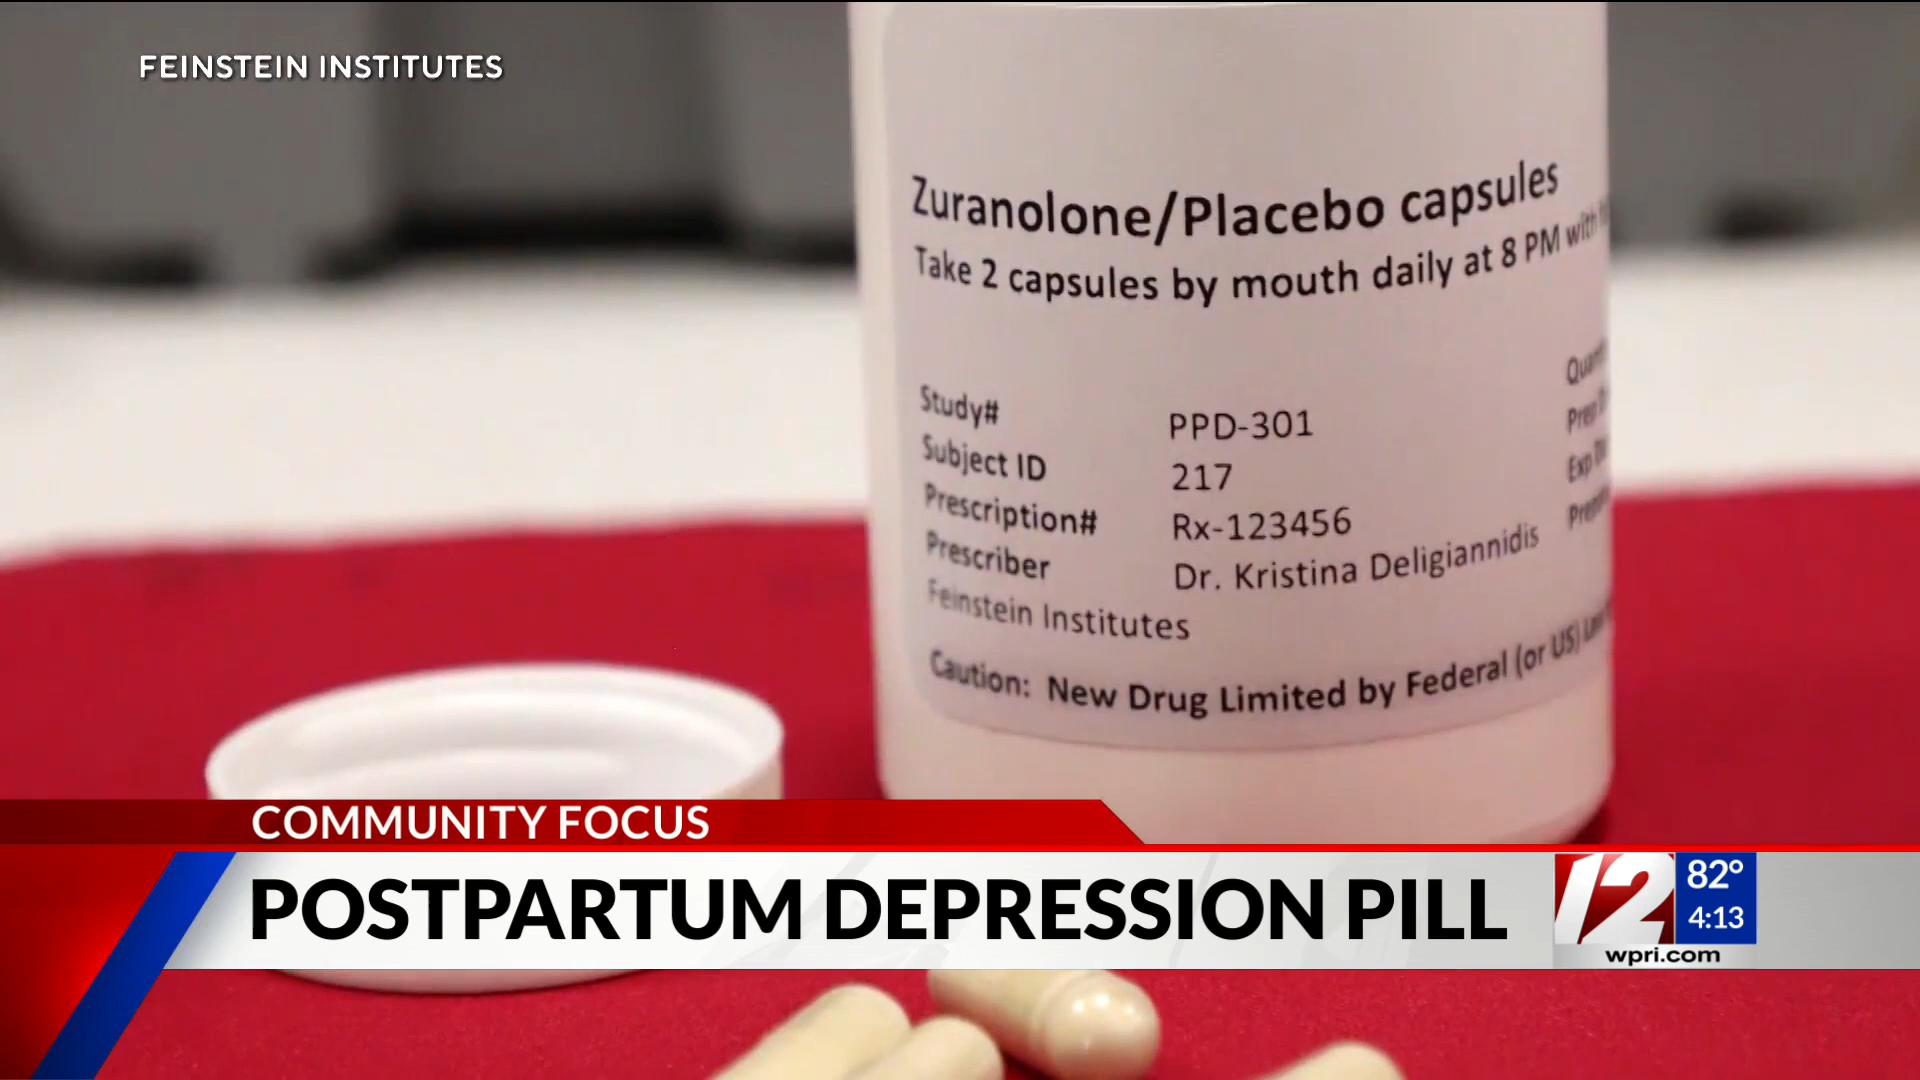 FEINSTEIN INSTITUTES
Zuranolone/Placebo capsules
Take 2 capsules by mouth daily at 8 PM with
Study# PPD-301
Subject ID 217
Prescription# Rx-123456
Prescriber Dr. Kristina Deligiannidis
Feinstein Institutes
Caution: New Drug Limited by Federal (or US)
COMMUNITY FOCUS
POSTPARTUM DEPRESSION PILL
12
82°
4:13
wpri.com